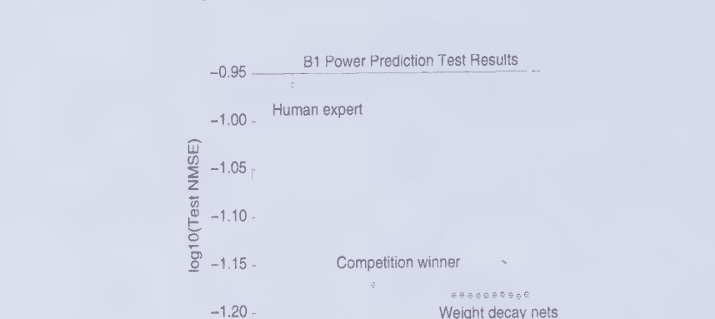 B1 Power Prediction Test Results
−0.95
Human expert
−1.00
−1.05
log10(Test NMSE)
−1.10
Competition winner
−1.15
−1.20
Weight decay nets